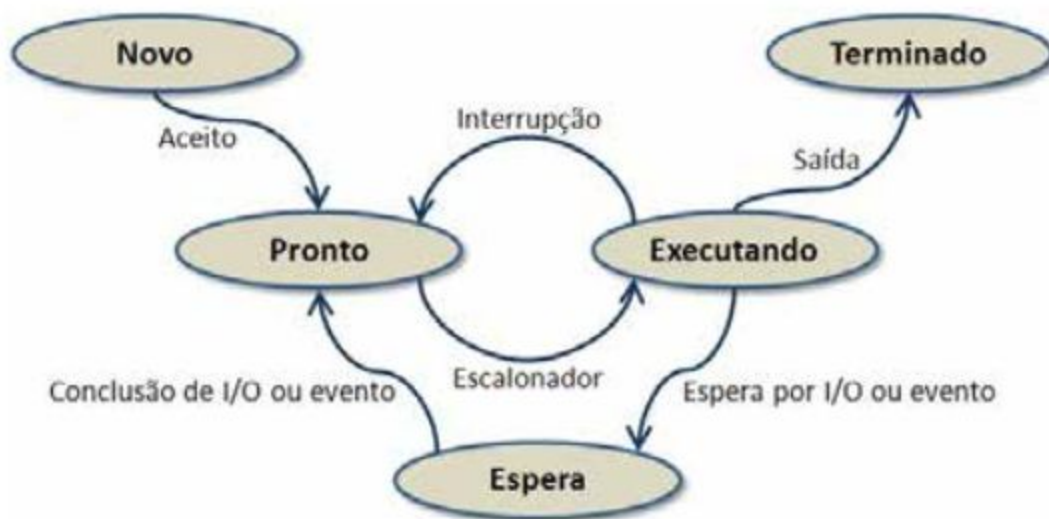 Novo
Terminado
Aceito
Interrupção
Saída
Pronto
Executando
Conclusão de I/O ou evento
Escalonador
Espera por I/O ou evento
Espera